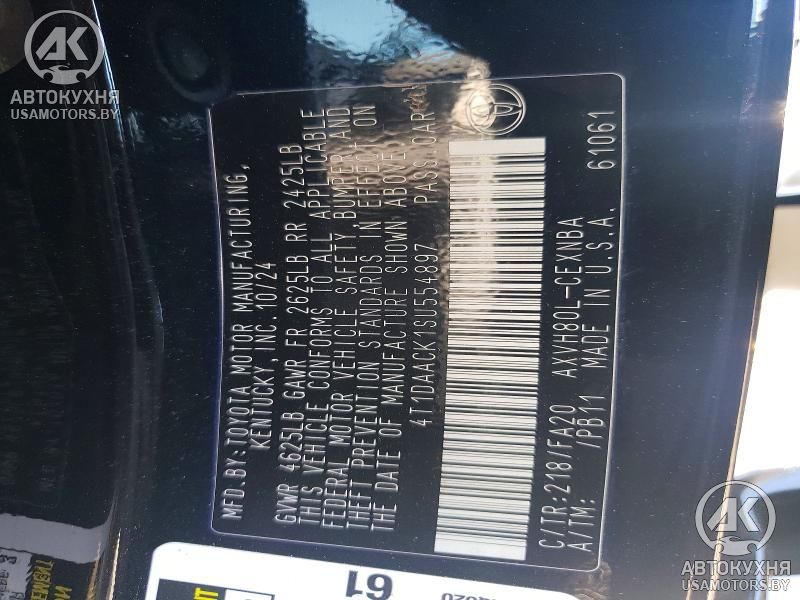 MFD.BY: TOYOTA MOTOR MANUFACTURING,
KENTUCKY, INC. 10/24
GVWR 4625LB GAWR FR 2625LB RR 2425LB
THIS VEHICLE CONFORMS TO ALL APPLICABLE
FEDERAL MOTOR VEHICLE SAFETY, BUMPER, AND
THEFT PREVENTION STANDARDS IN EFFECT ON
THE DATE OF MANUFACTURE SHOWN ABOVE.
4T1DAACK1SU554897 PASS. CAR
C/TR:218/FA20 AXVH80L-CEXNBA
A/TM: /PB11 MADE IN U.S.A. 61061
61
АВТОКУХНЯ
USAMOTORS.BY
АВТОКУХНЯ
USAMOTORS.BY